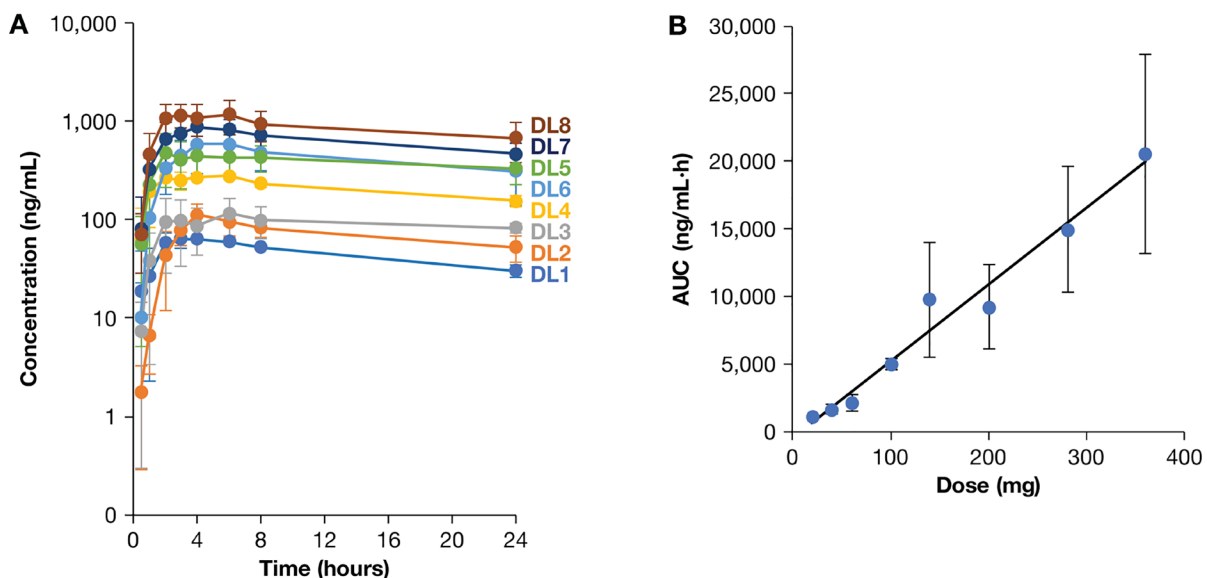 A
Concentration (ng/mL)
10,000
1,000
100
10
1
0
0
4
8
12
16
20
24
Time (hours)
DL8
DL7
DL5
DL6
DL4
DL3
DL2
DL1
B
AUC (ng/mL·h)
30,000
25,000
20,000
15,000
10,000
5,000
0
0
100
200
300
400
Dose (mg)